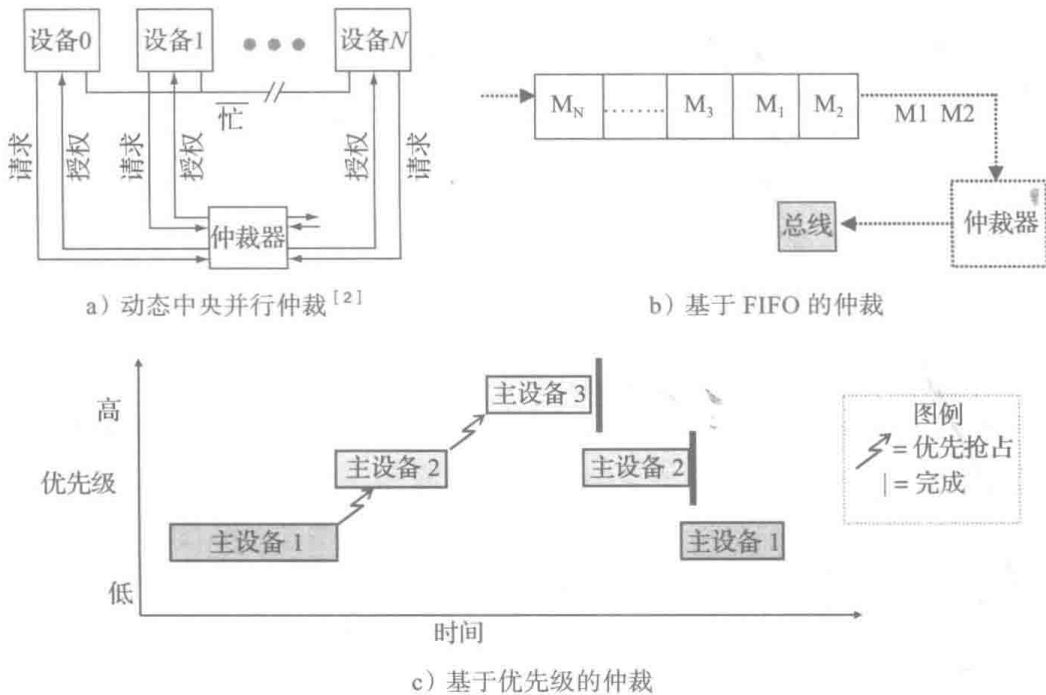 设备0 设备1 设备N
忙
请求 授权 请求 授权 授权 请求
仲裁器
a）动态中央并行仲裁[2]
M_N ....... M_3 M_1 M_2
M1 M2
总线 仲裁器
b）基于 FIFO 的仲裁
高
优先级
低
主设备 3
主设备 2 主设备 2
主设备 1 主设备 1
时间
图例
= 优先抢占
| = 完成
c）基于优先级的仲裁